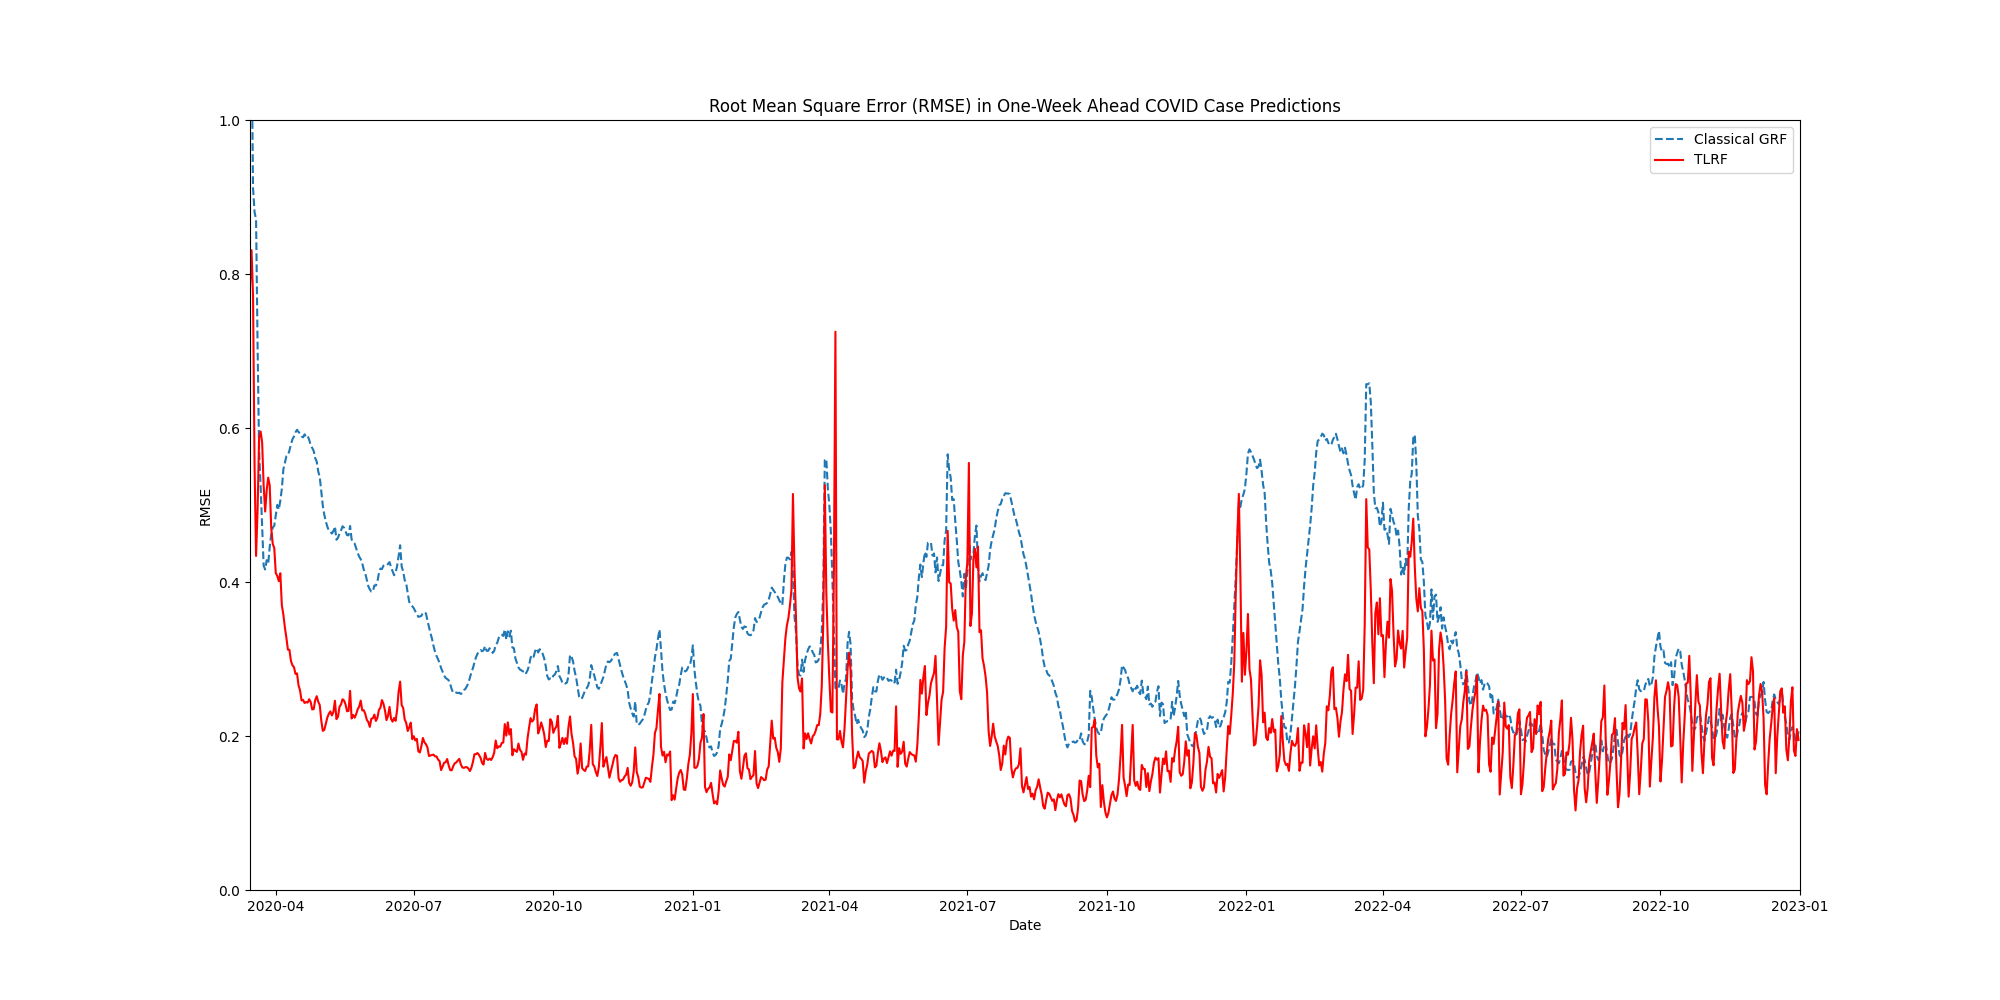 Root Mean Square Error (RMSE) in One-Week Ahead COVID Case Predictions
1.0
0.8
0.6
0.4
0.2
0.0
RMSE
Classical GRF
TLRF
2020-04 2020-07 2020-10 2021-01 2021-04 2021-07 2021-10 2022-01 2022-04 2022-07 2022-10 2023-01
Date